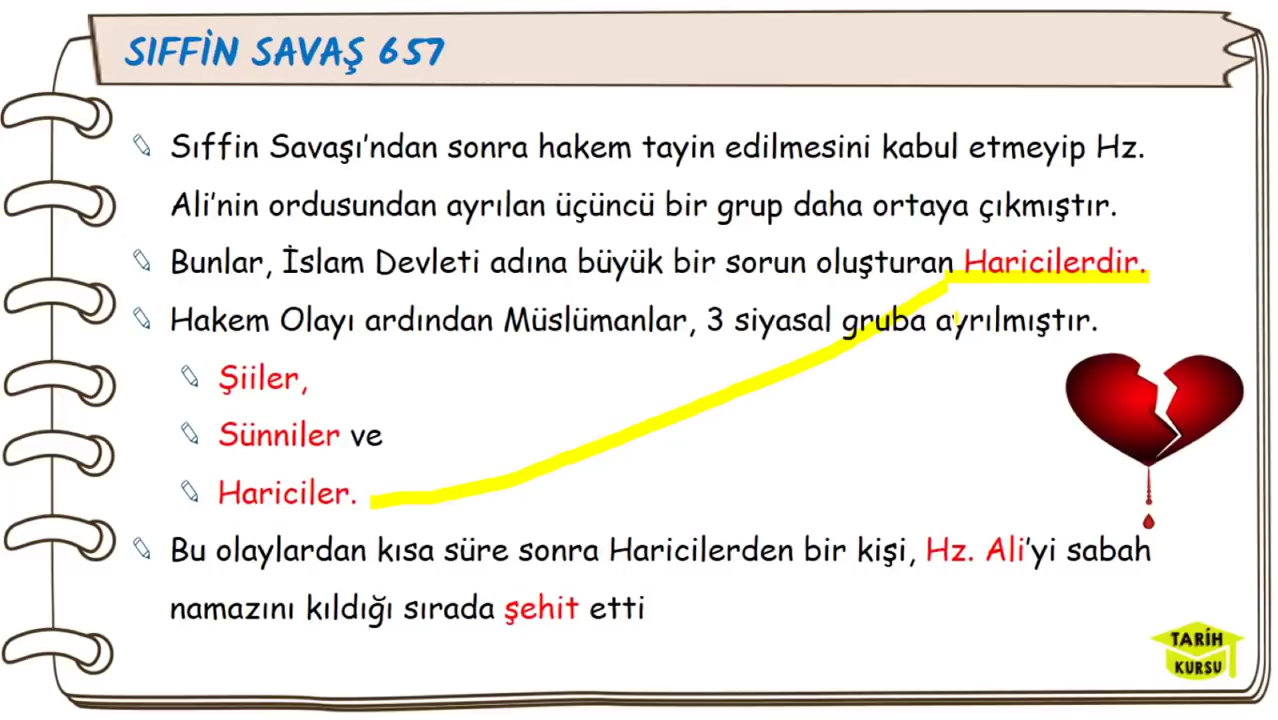 SIFFİN SAVAŞ 657
Sıffin Savaşı'ndan sonra hakem tayin edilmesini kabul etmeyip Hz.
Ali'nin ordusundan ayrılan üçüncü bir grup daha ortaya çıkmıştır.
Bunlar, İslam Devleti adına büyük bir sorun oluşturan Haricilerdir.
Hakem Olayı ardından Müslümanlar, 3 siyasal gruba ayrılmıştır.
Şiiler,
Sünniler ve
Hariciler.
Bu olaylardan kısa süre sonra Haricilerden bir kişi, Hz. Ali'yi sabah
namazını kıldığı sırada şehit etti
TARİH
KURSU